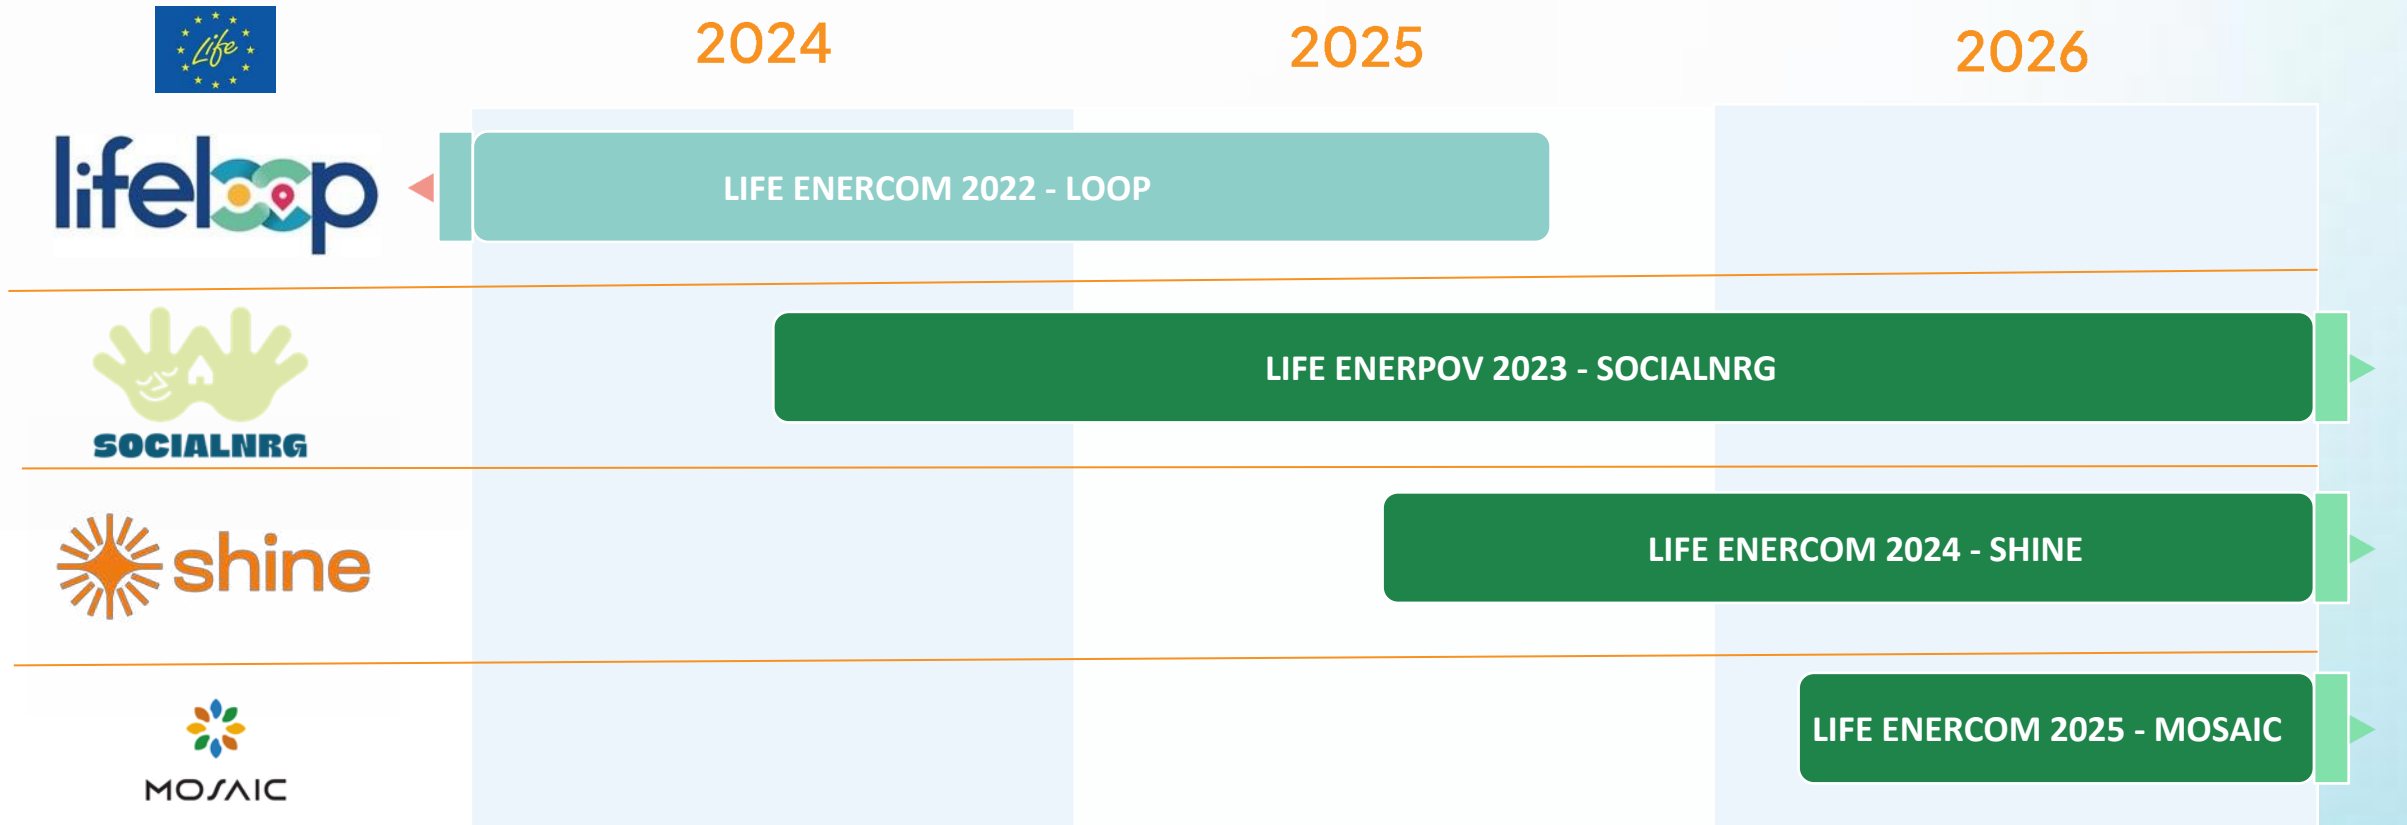 Life
2024
2025
2026
lifeloop
LIFE ENERCOM 2022 - LOOP
LIFE ENERPOV 2023 - SOCIALNRG
SOCIALNRG
shine
LIFE ENERCOM 2024 - SHINE
LIFE ENERCOM 2025 - MOSAIC
MOSAIC